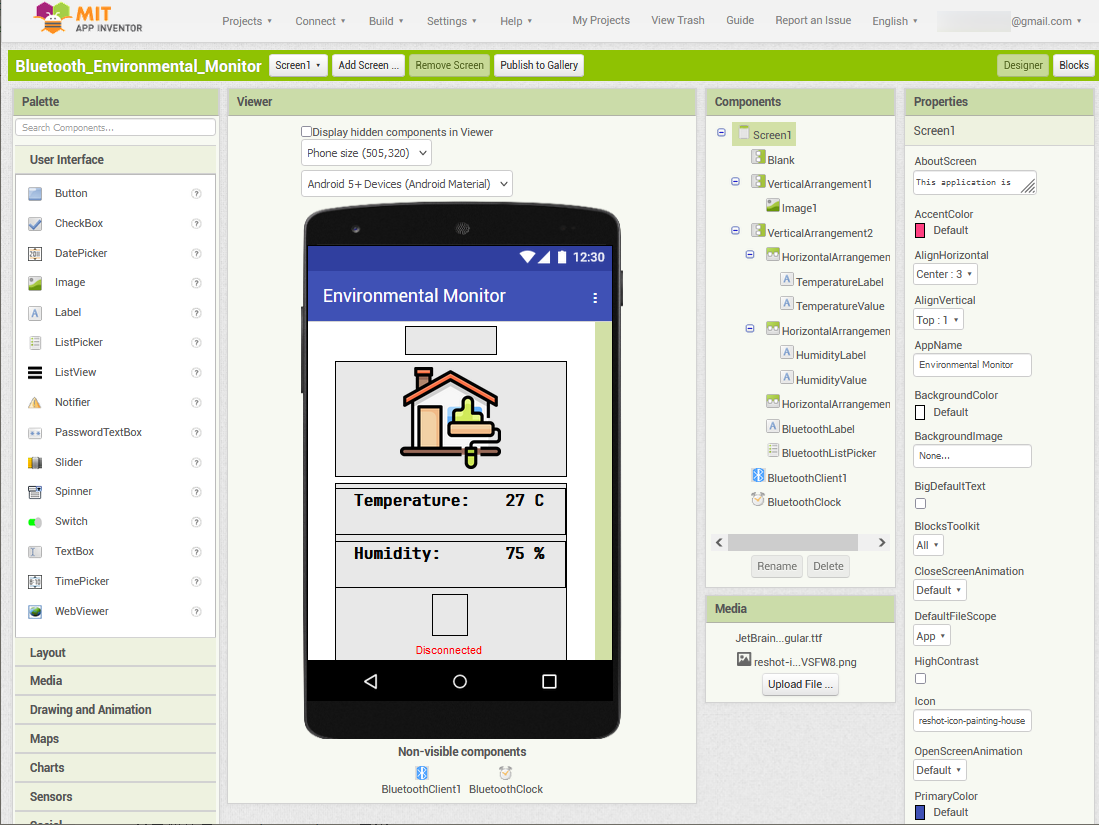 MIT
APP INVENTOR
Projects
Connect
Build
Settings
Help
My Projects
View Trash
Guide
Report an Issue
English
@gmail.com
Bluetooth_Environmental_Monitor
Screen1
Add Screen ...
Remove Screen
Publish to Gallery
Designer
Blocks
Palette
Search Components...
User Interface
Button
?
CheckBox
?
DatePicker
?
Image
?
Label
?
ListPicker
?
ListView
?
Notifier
?
PasswordTextBox
?
Slider
?
Spinner
?
Switch
?
TextBox
?
TimePicker
?
WebViewer
?
Layout
Media
Drawing and Animation
Maps
Charts
Sensors
Social
Viewer
Display hidden components in Viewer
Phone size (505,320)
Android 5+ Devices (Android Material)
12:30
Environmental Monitor
Temperature: 27 C
Humidity: 75 %
Disconnected
Non-visible components
BluetoothClient1
BluetoothClock
Components
Screen1
Blank
VerticalArrangement1
Image1
VerticalArrangement2
HorizontalArrangemen
TemperatureLabel
TemperatureValue
HorizontalArrangemen
HumidityLabel
HumidityValue
HorizontalArrangemen
BluetoothLabel
BluetoothListPicker
BluetoothClient1
BluetoothClock
Rename
Delete
Media
JetBrain...gular.ttf
reshot-i...VSFW8.png
Upload File ...
Properties
Screen1
AboutScreen
This application is
AccentColor
Default
AlignHorizontal
Center : 3
AlignVertical
Top : 1
AppName
Environmental Monitor
BackgroundColor
Default
BackgroundImage
None...
BigDefaultText
BlocksToolkit
All
CloseScreenAnimation
Default
DefaultFileScope
App
HighContrast
Icon
reshot-icon-painting-house
OpenScreenAnimation
Default
PrimaryColor
Default